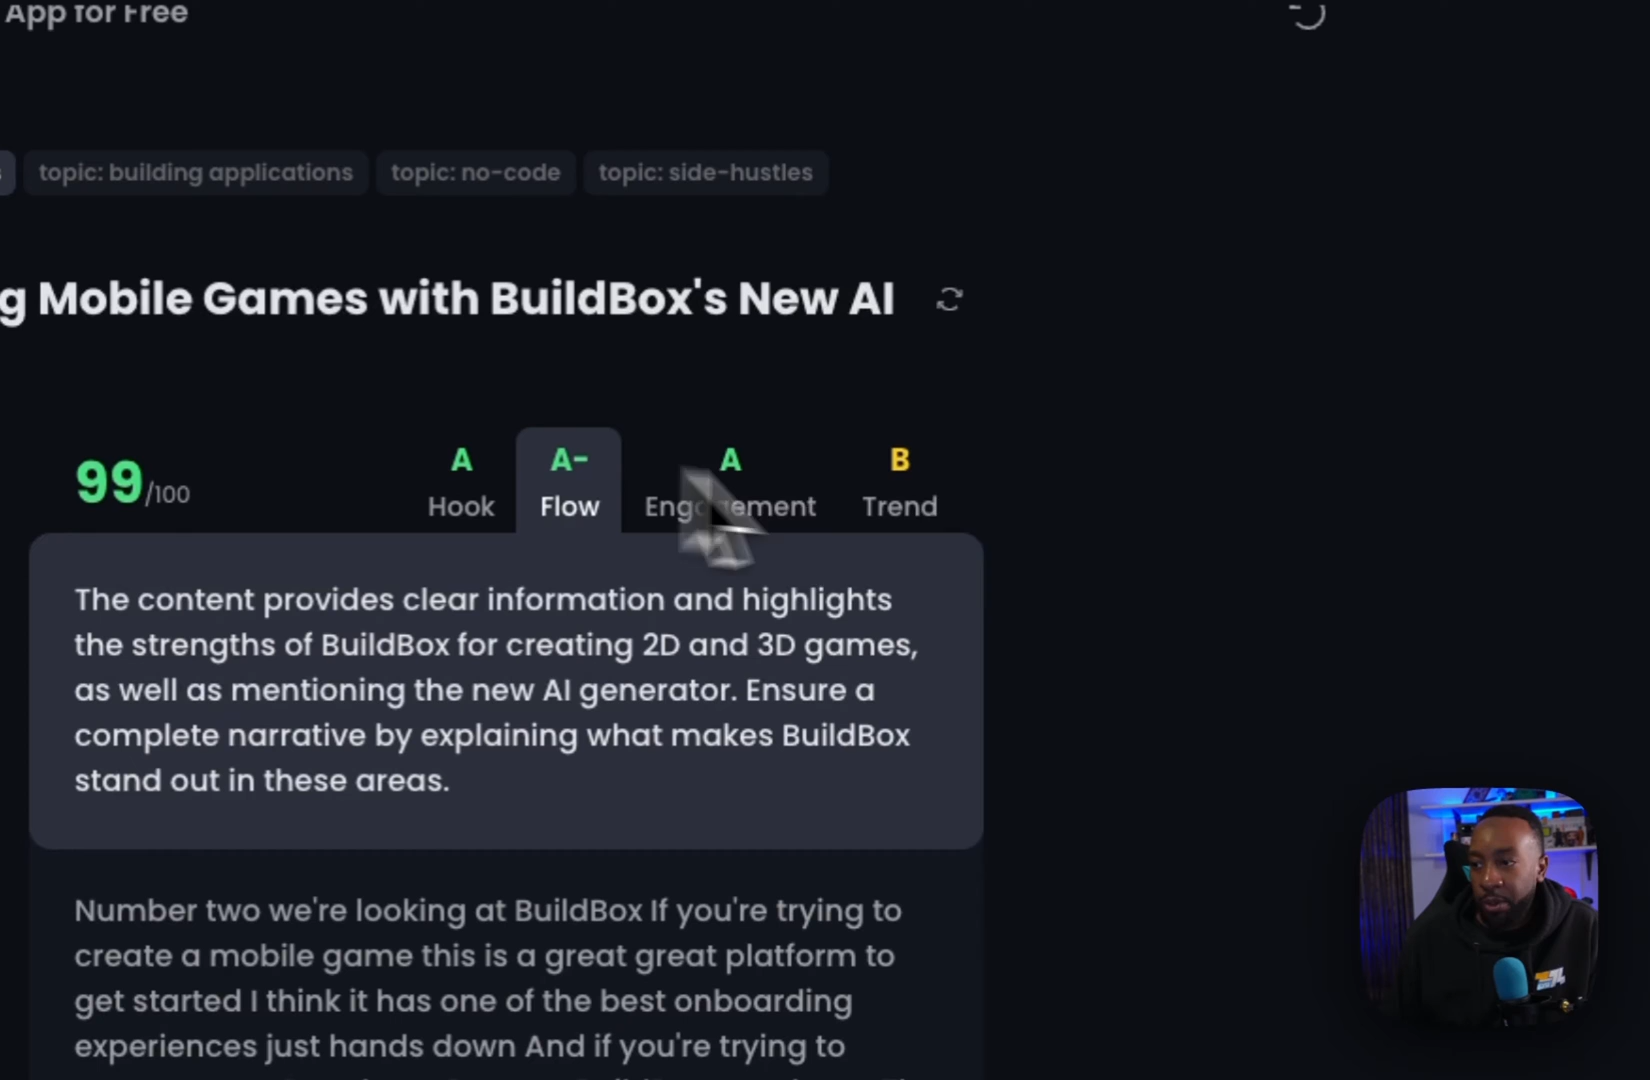 App for Free
topic: building applications
topic: no-code
topic: side-hustles
g Mobile Games with BuildBox's New AI
99/100
A
Hook
A-
Flow
A
Engagement
B
Trend
The content provides clear information and highlights
the strengths of BuildBox for creating 2D and 3D games,
as well as mentioning the new AI generator. Ensure a
complete narrative by explaining what makes BuildBox
stand out in these areas.
Number two we're looking at BuildBox If you're trying to
create a mobile game this is a great great platform to
get started I think it has one of the best onboarding
experiences just hands down And if you're trying to